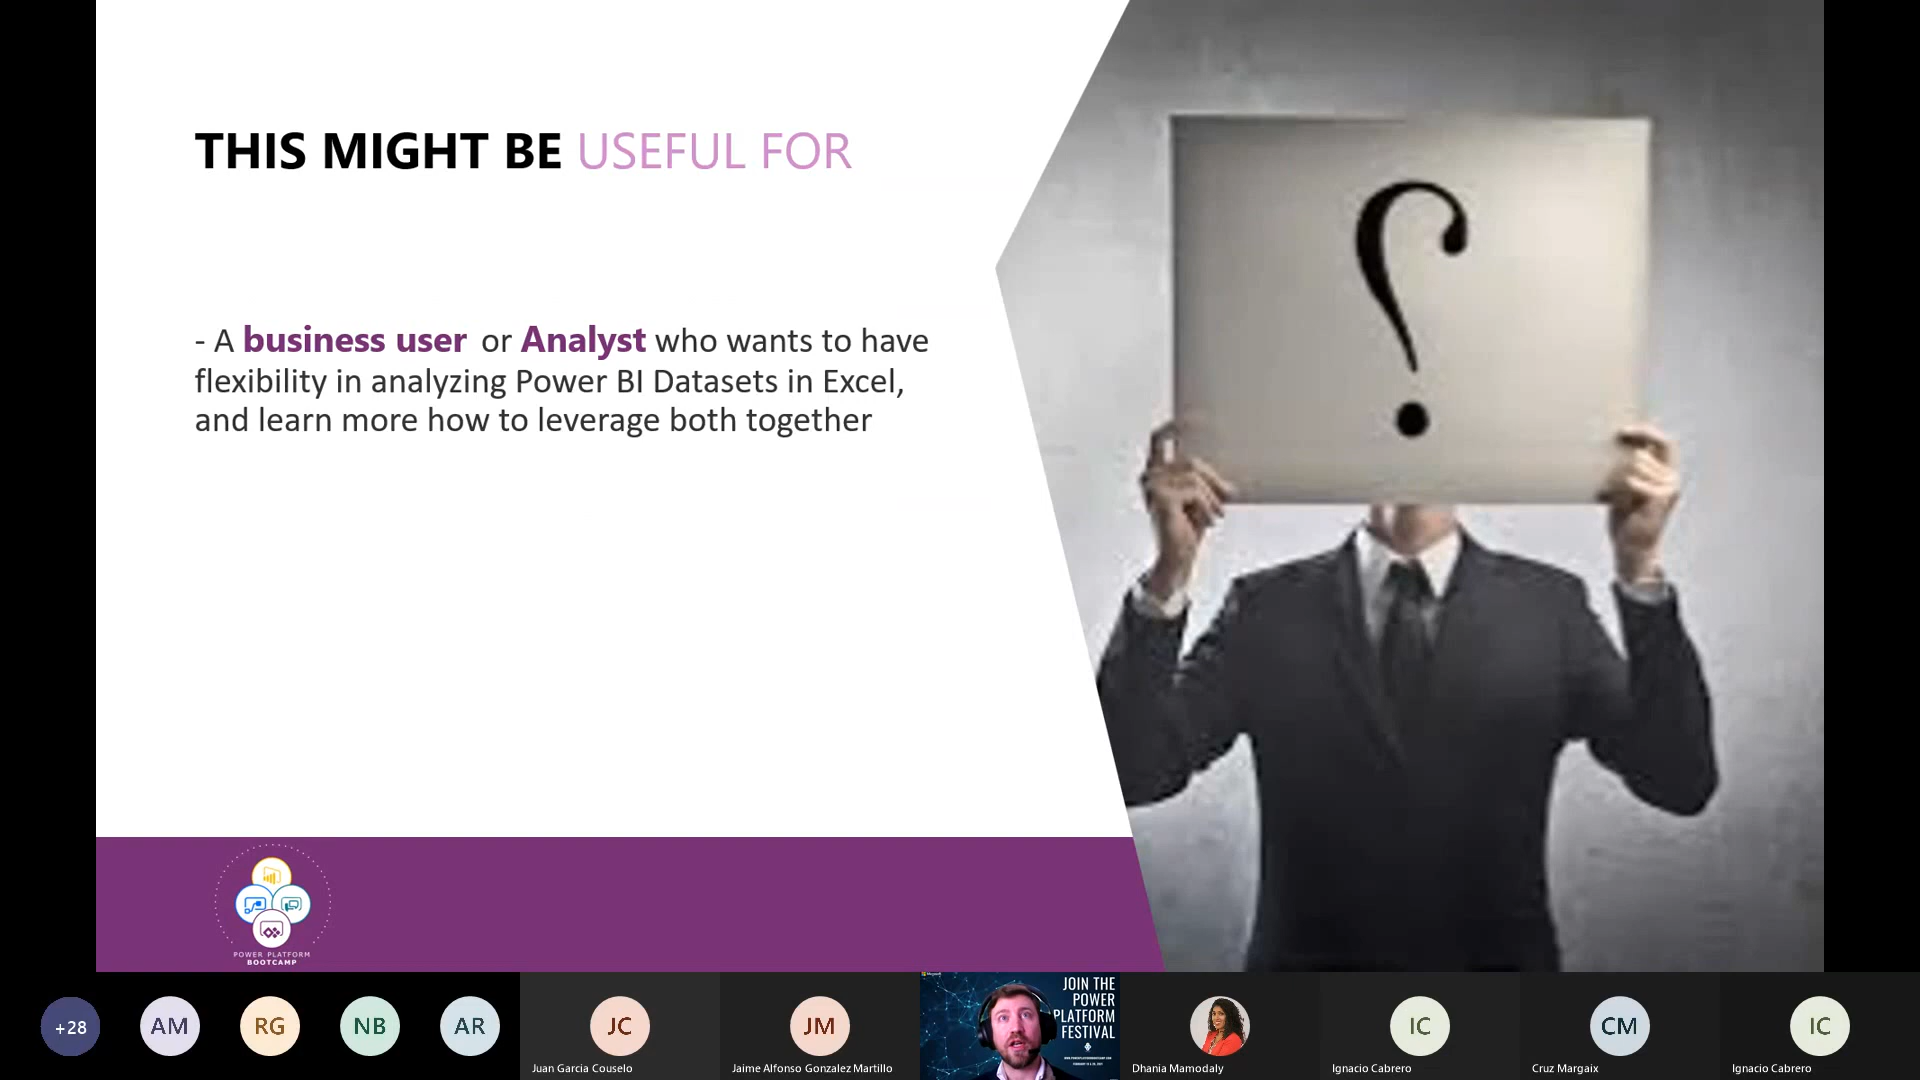 THIS MIGHT BE USEFUL FOR
- A business user or Analyst who wants to have
flexibility in analyzing Power BI Datasets in Excel,
and learn more how to leverage both together
?
POWER PLATFORM
BOOTCAMP
+28
AM
RG
NB
AR
JC
Juan Garcia Couselo
JM
Jaime Alfonso Gonzalez Martillo
JOIN THE
POWER
PLATFORM
FESTIVAL
Dhania Mamodaly
IC
Ignacio Cabrero
CM
Cruz Margaix
IC
Ignacio Cabrero